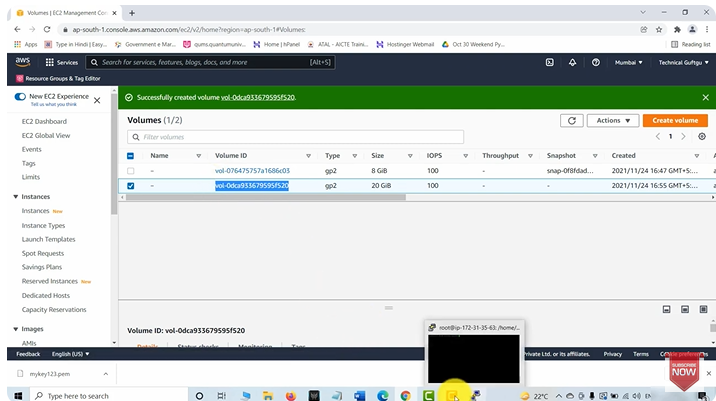 Volumes | EC2 Management Con
ap-south-1.console.aws.amazon.com/ec2/v2/home?region=ap-south-1#Volumes:
Apps Type in Hindi | Easy... Government e Mar... qums.quantumuniv... Home | hPanel ATAL - AICTE Traini... Hostinger Webmail Oct 30 Weekend Py... Reading list
aws Services Search for services, features, blogs, docs, and more [Alt+S] Mumbai Technical Guftgu
Resource Groups & Tag Editor
New EC2 Experience
Tell us what you think
Successfully created volume vol-0dca933679595f520.
EC2 Dashboard
EC2 Global View
Events
Tags
Limits
Instances
Instances New
Instance Types
Launch Templates
Spot Requests
Savings Plans
Reserved Instances New
Dedicated Hosts
Capacity Reservations
Images
AMIs
Volumes (1/2) Actions Create volume
Filter volumes 1
Name Volume ID Type Size IOPS Throughput Snapshot Created
– vol-076475757a1686c03 gp2 8 GiB 100 - snap-0f8fdad... 2021/11/24 16:47 GMT+5:...
– vol-0dca933679595f520 gp2 20 GiB 100 - - 2021/11/24 16:55 GMT+5:...
Volume ID: vol-0dca933679595f520
Details Status checks Monitoring Tags
root@ip-172-31-35-63: /home/...
Feedback English (US) Private Ltd. or its affiliates. Privacy Terms Cookie preferences
mykey123.pem
SUBSCRIBE
NOW
Type here to search 22°C ENG